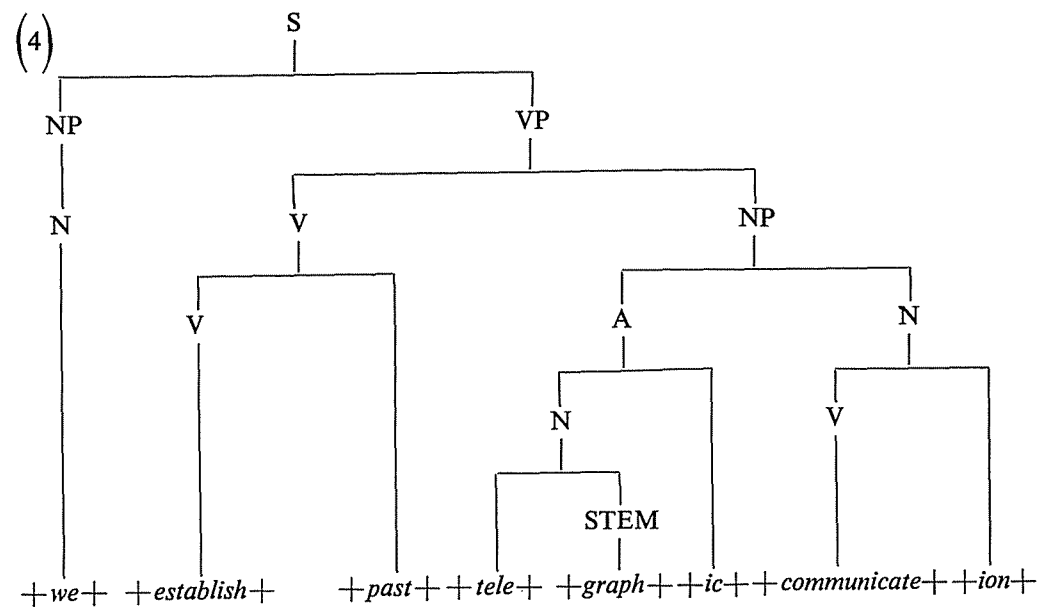 (4)
S
NP VP
N V NP
V A N
N V
STEM
+we+ +establish+ +past+ +tele+ +graph+ +ic+ +communicate+ +ion+